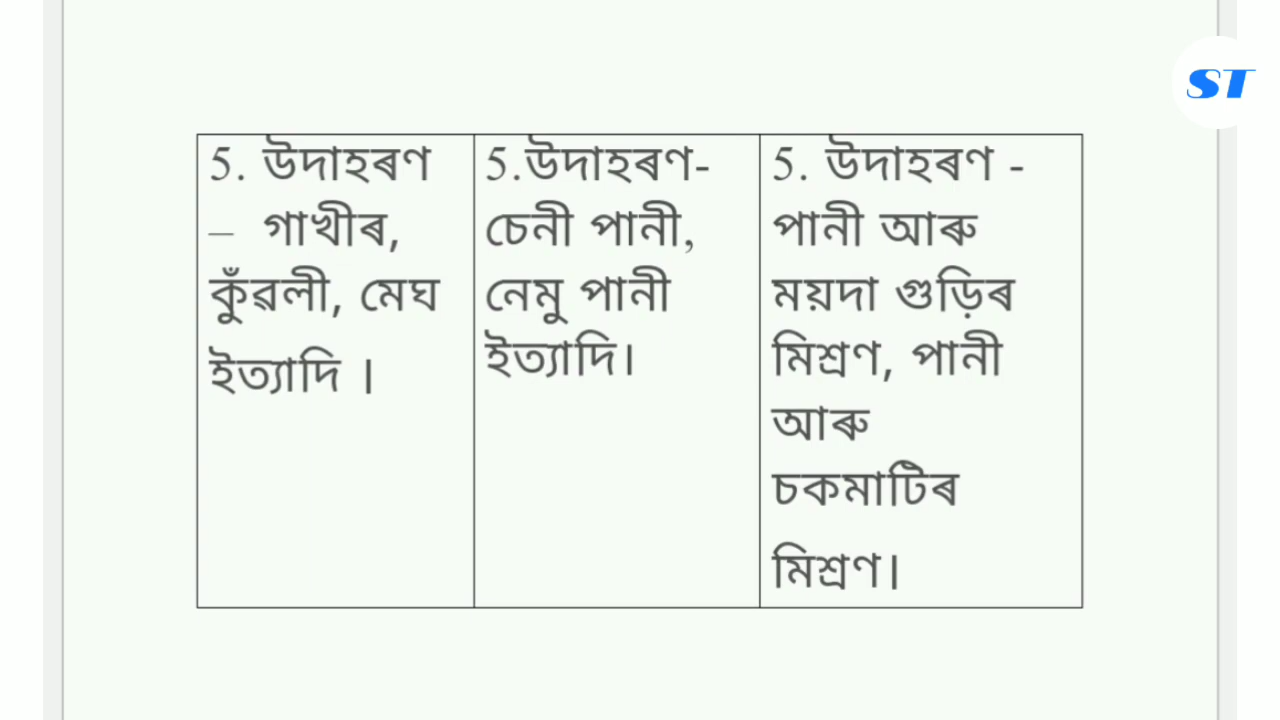 ST
5. উদাহৰণ
– গাখীৰ,
কুঁৱলী, মেঘ
ইত্যাদি ।
5.উদাহৰণ-
চেনী পানী,
নেমু পানী
ইত্যাদি।
5. উদাহৰণ -
পানী আৰু
ময়দা গুড়িৰ
মিশ্ৰণ, পানী
আৰু
চকমাটিৰ
মিশ্ৰণ।